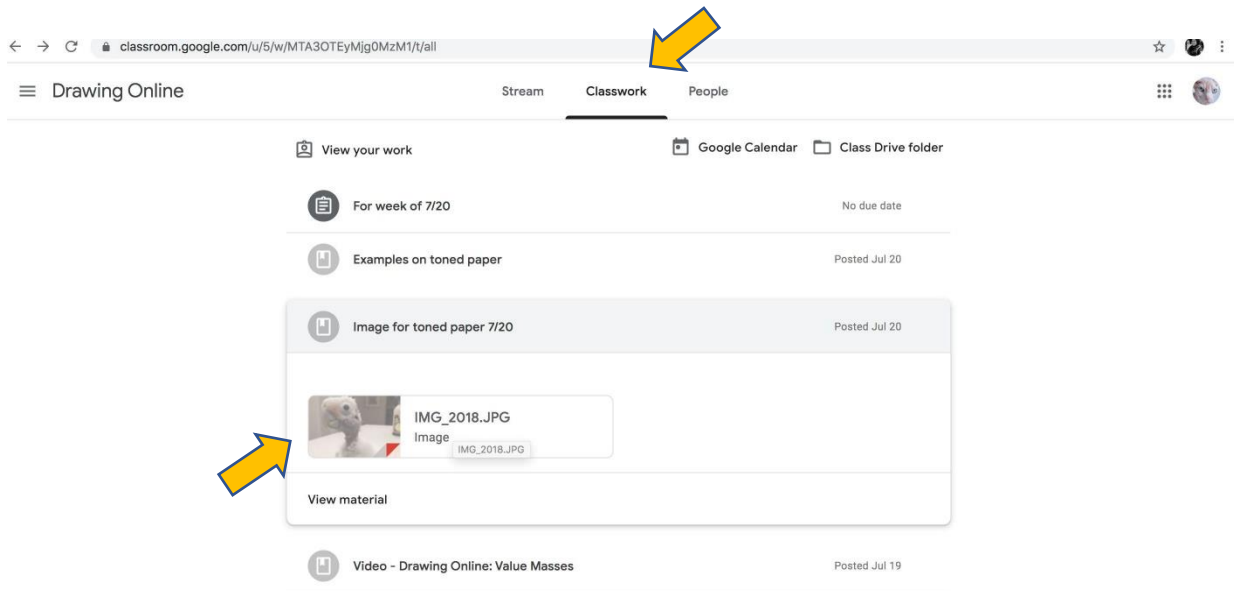 classroom.google.com/u/5/w/MTA3OTEyMjg0MzM1/t/all
Drawing Online Stream Classwork People
View your work Google Calendar Class Drive folder
For week of 7/20 No due date
Examples on toned paper Posted Jul 20
Image for toned paper 7/20 Posted Jul 20
IMG_2018.JPG
Image
IMG_2018.JPG
View material
Video - Drawing Online: Value Masses Posted Jul 19